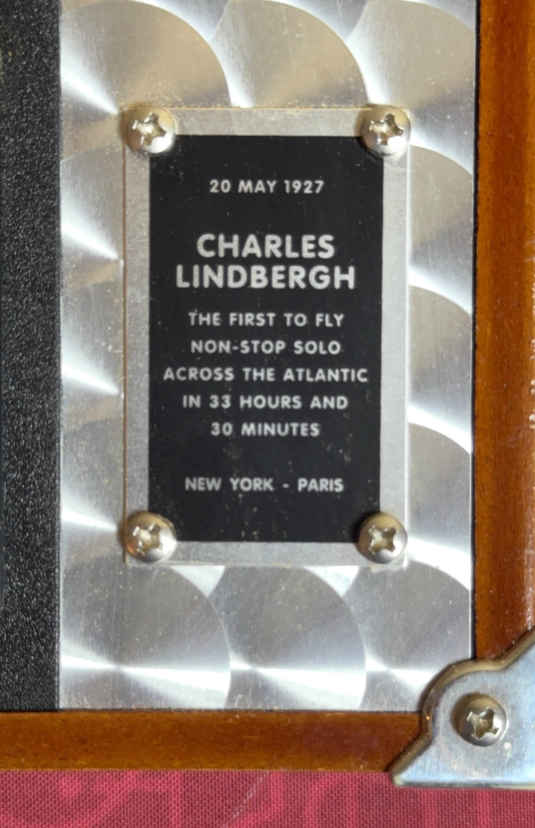 20 MAY 1927
CHARLES
LINDBERGH
THE FIRST TO FLY
NON-STOP SOLO
ACROSS THE ATLANTIC
IN 33 HOURS AND
30 MINUTES
NEW YORK - PARIS